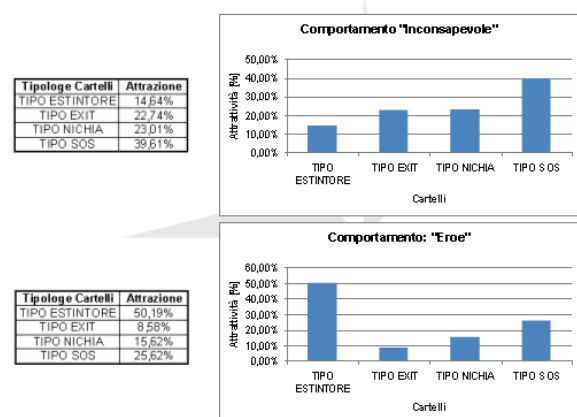 Comportamento "Inconsapevole"
Tipologe Cartelli Attrazione
TIPO ESTINTORE 14,64%
TIPO EXIT 22,74%
TIPO NICHIA 23,01%
TIPO SOS 39,61%
Attrattività [%]
50,00%
40,00%
30,00%
20,00%
10,00%
0,00%
TIPO ESTINTORE
TIPO EXIT
TIPO NICHIA
TIPO SOS
Cartelli
Comportamento: "Eroe"
Tipologe Cartelli Attrazione
TIPO ESTINTORE 50,19%
TIPO EXIT 8,58%
TIPO NICHIA 15,62%
TIPO SOS 25,62%
Attrattività [%]
60,00%
50,00%
40,00%
30,00%
20,00%
10,00%
0,00%
TIPO ESTINTORE
TIPO EXIT
TIPO NICHIA
TIPO SOS
Cartelli